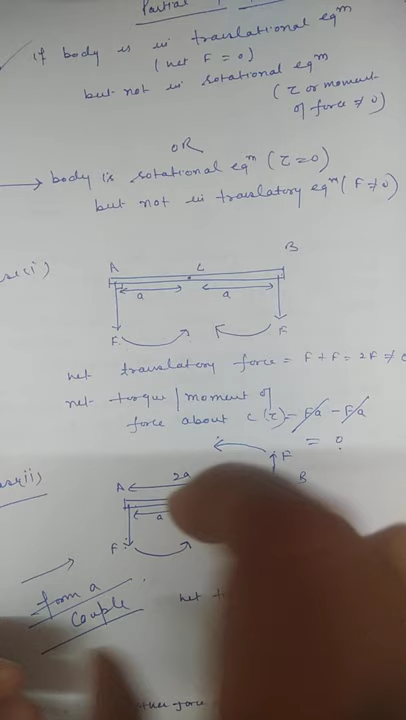 Partial
if body is in translational eqm
(net F = 0)
but not in rotational eqm
(τ or moment
of force ≠ 0)
OR
→ body is rotational eqm (τ=0)
but not in translatory eqm (F≠0)
(i)
A C B
a a
F F
net translatory force = F + F = 2F ≠ 0
net torque | moment of
force about C (τ) = Fa - Fa
= 0
(ii)
F
A 2a B
a
F
form a
couple
net
force